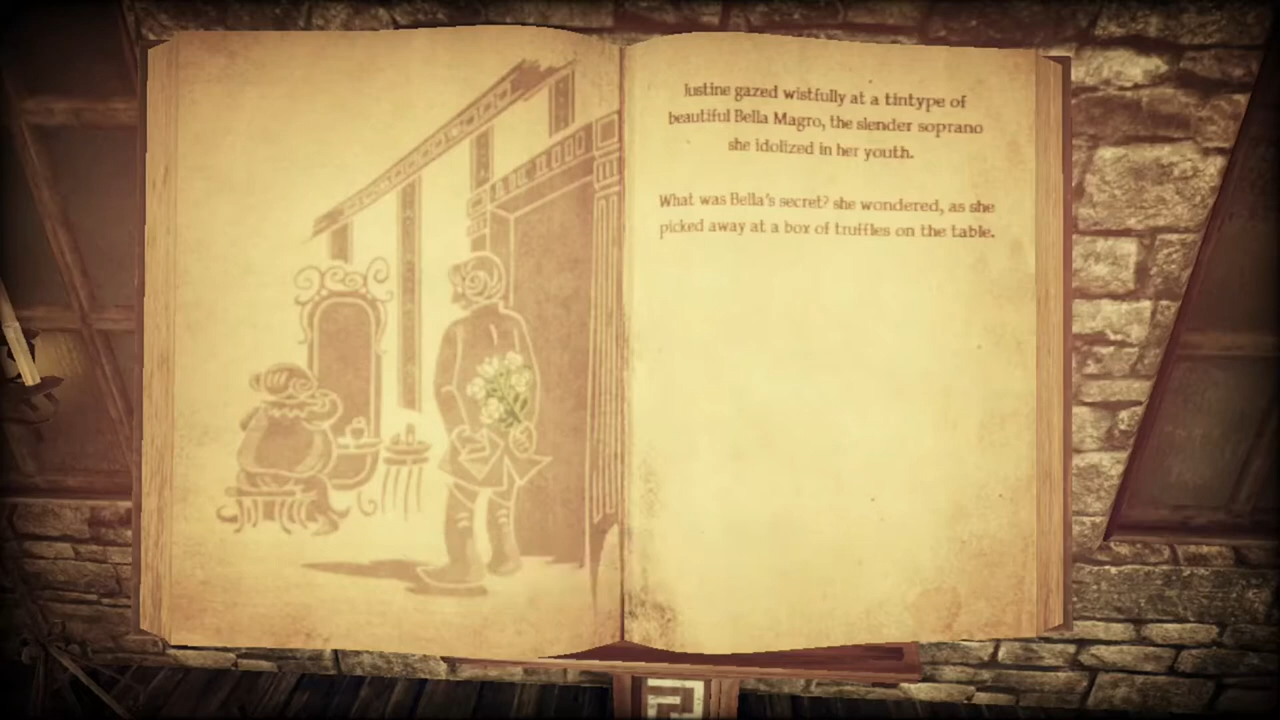 Justine gazed wistfully at a tintype of
beautiful Bella Magro, the slender soprano
she idolized in her youth.
What was Bella's secret? she wondered, as she
picked away at a box of truffles on the table.